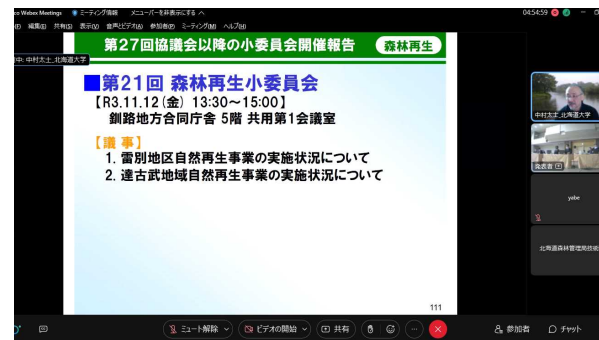 co Webex Meetings ミーティング情報 メニューバーを非表示にする へ 04:54:59
編集(E) 共有(S) 表示(V) 音声とビデオ(A) 参加者(P) ミーティング(M) ヘルプ(H)
中: 中村太士_北海道大学
第27回協議会以降の小委員会開催報告 森林再生
■第21回 森林再生小委員会
【R3.11.12(金) 13:30~15:00】
釧路地方合同庁舎 5階 共用第1会議室
【議 事】
1. 雷別地区自然再生事業の実施状況について
2. 達古武地域自然再生事業の実施状況について
111
中村太士_北海道大学
発表者
yabe
北海道森林管理局技術
ミュート解除 ビデオの開始 共有 参加者 チャット